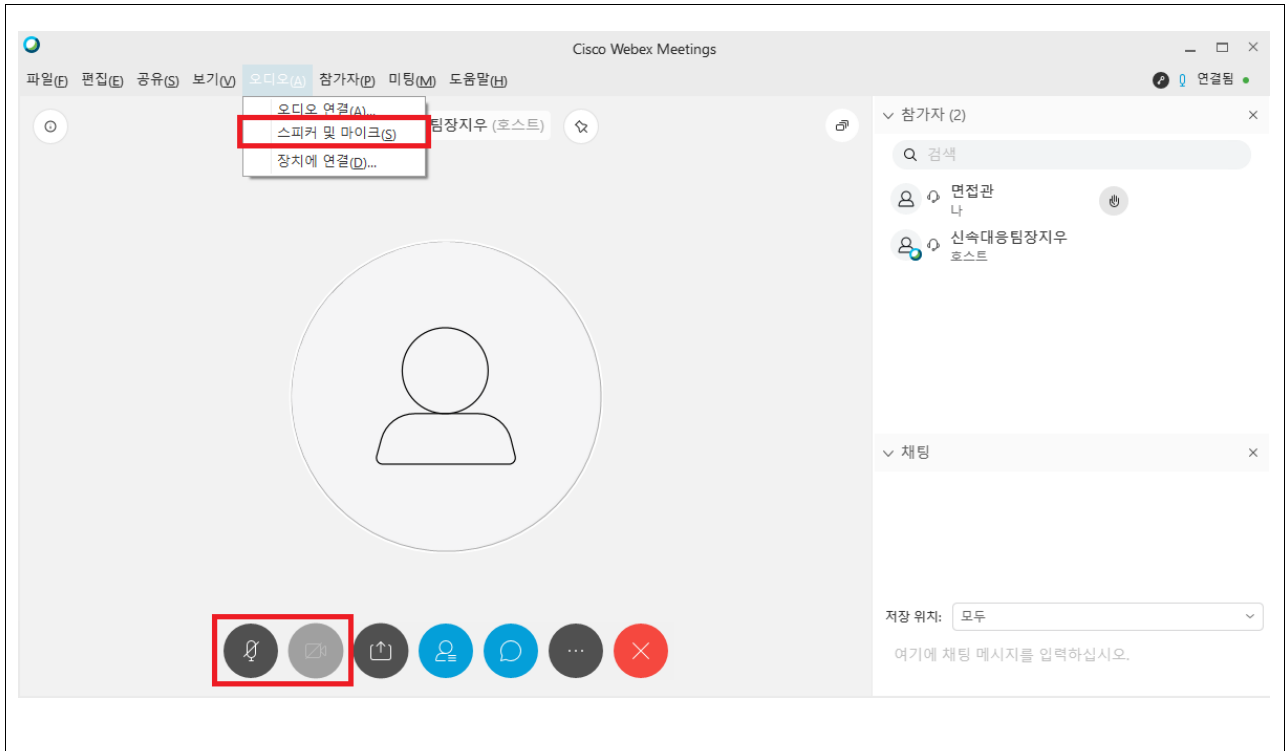 Cisco Webex Meetings
파일(F) 편집(E) 공유(S) 보기(V) 오디오(A) 참가자(P) 미팅(M) 도움말(H)
연결됨
오디오 연결(A)...
스피커 및 마이크(S)
장치에 연결(D)...
팀장지우 (호스트)
참가자 (2)
검색
면접관
나
신속대응팀장지우
호스트
채팅
저장 위치: 모두
여기에 채팅 메시지를 입력하십시오.